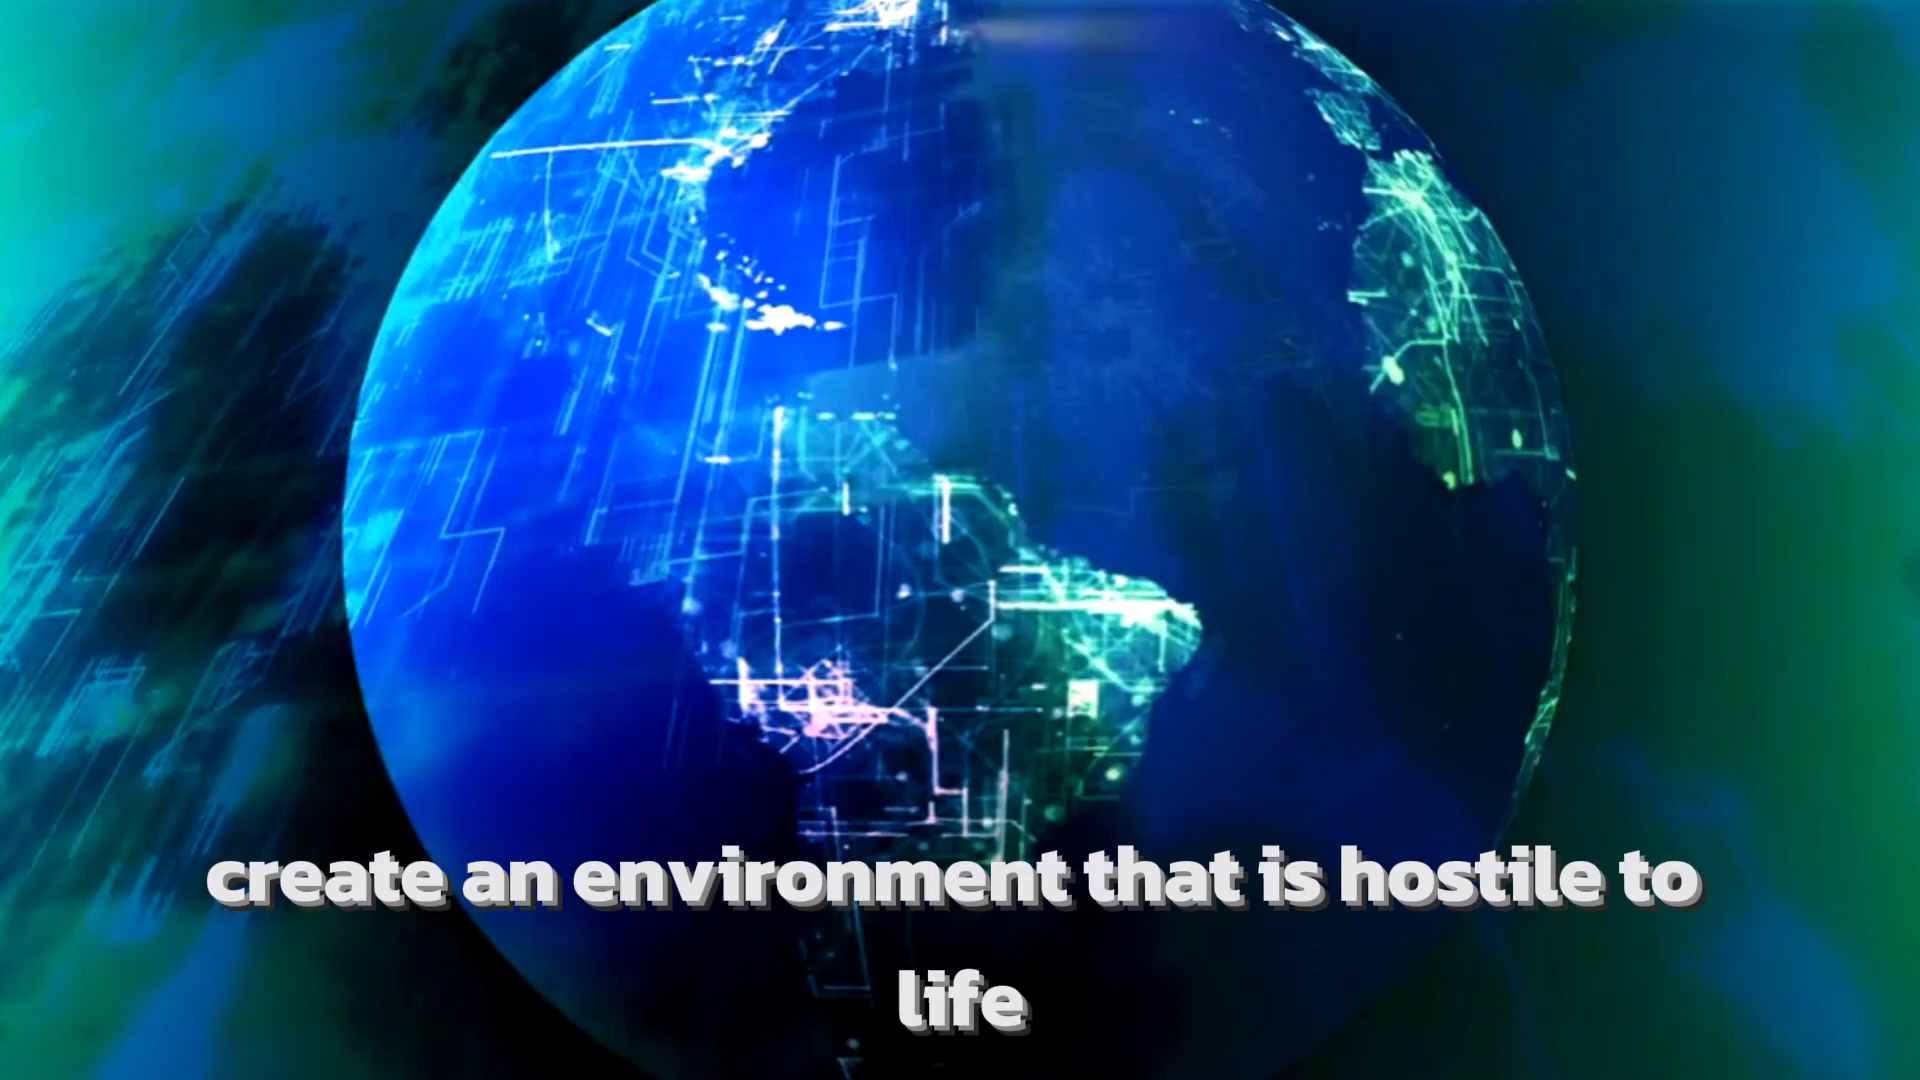 create an environment that is hostile to
life